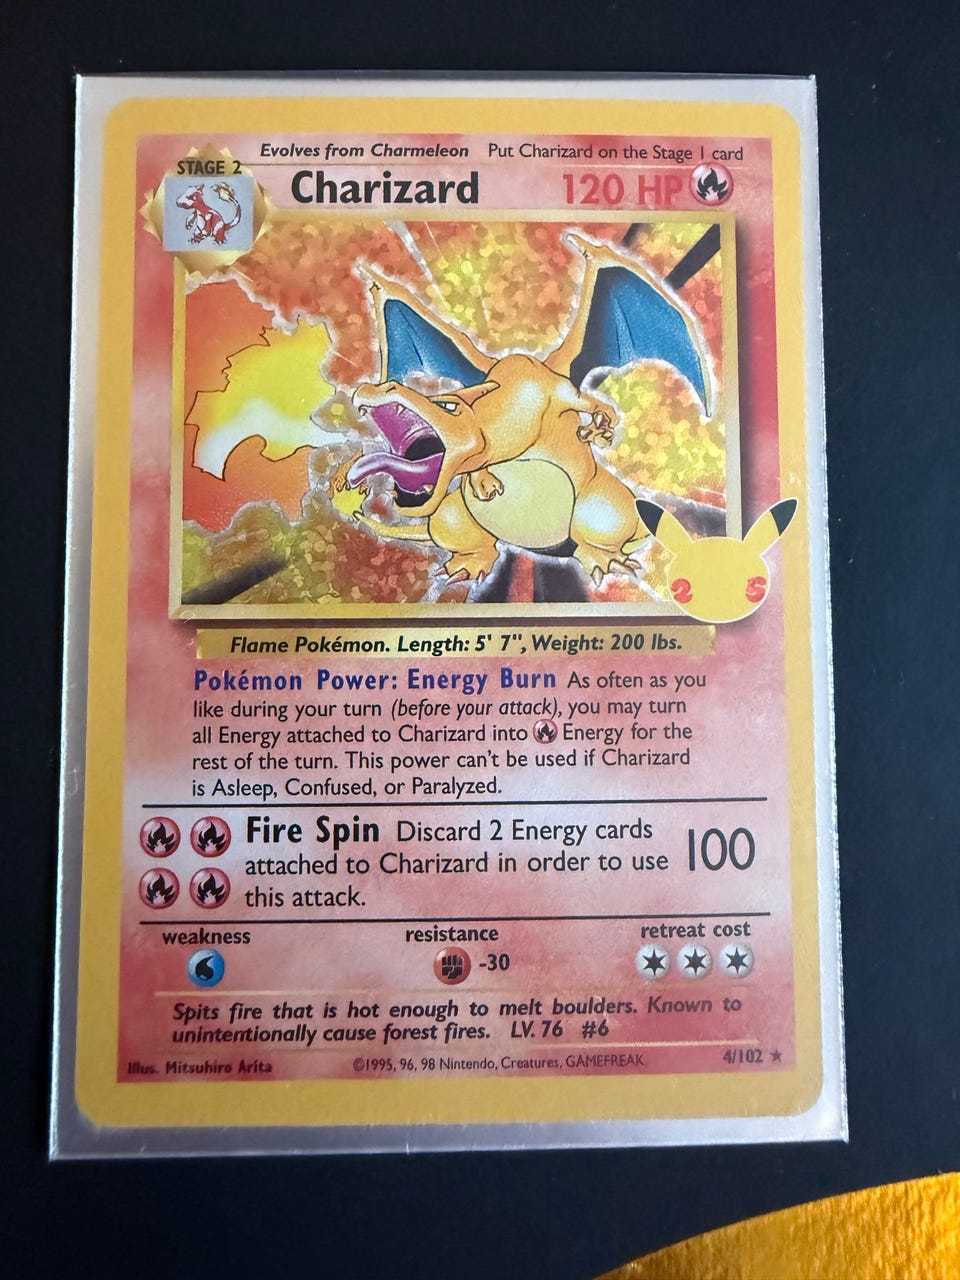 Evolves from Charmeleon Put Charizard on the Stage 1 card
STAGE 2
Charizard 120 HP
2 5
Flame Pokémon. Length: 5' 7", Weight: 200 lbs.
Pokémon Power: Energy Burn As often as you
like during your turn (before your attack), you may turn
all Energy attached to Charizard into Energy for the
rest of the turn. This power can't be used if Charizard
is Asleep, Confused, or Paralyzed.
Fire Spin Discard 2 Energy cards
attached to Charizard in order to use
this attack.
100
weakness resistance retreat cost
-30
Spits fire that is hot enough to melt boulders. Known to
unintentionally cause forest fires. LV. 76 #6
Illus. Mitsuhiro Arita ©1995, 96, 98 Nintendo, Creatures, GAMEFREAK. 4/102 ★